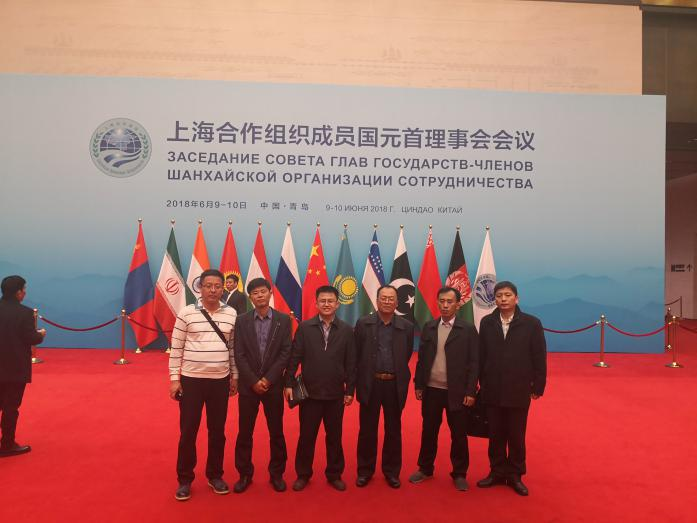 上海合作组织成员国元首理事会会议
ЗАСЕДАНИЕ СОВЕТА ГЛАВ ГОСУДАРСТВ-ЧЛЕНОВ
ШАНХАЙСКОЙ ОРГАНИЗАЦИИ СОТРУДНИЧЕСТВА
2018年6月9-10日 中国·青岛 9-10 ИЮНЯ 2018 Г. ЦИНДАО КИТАЙ